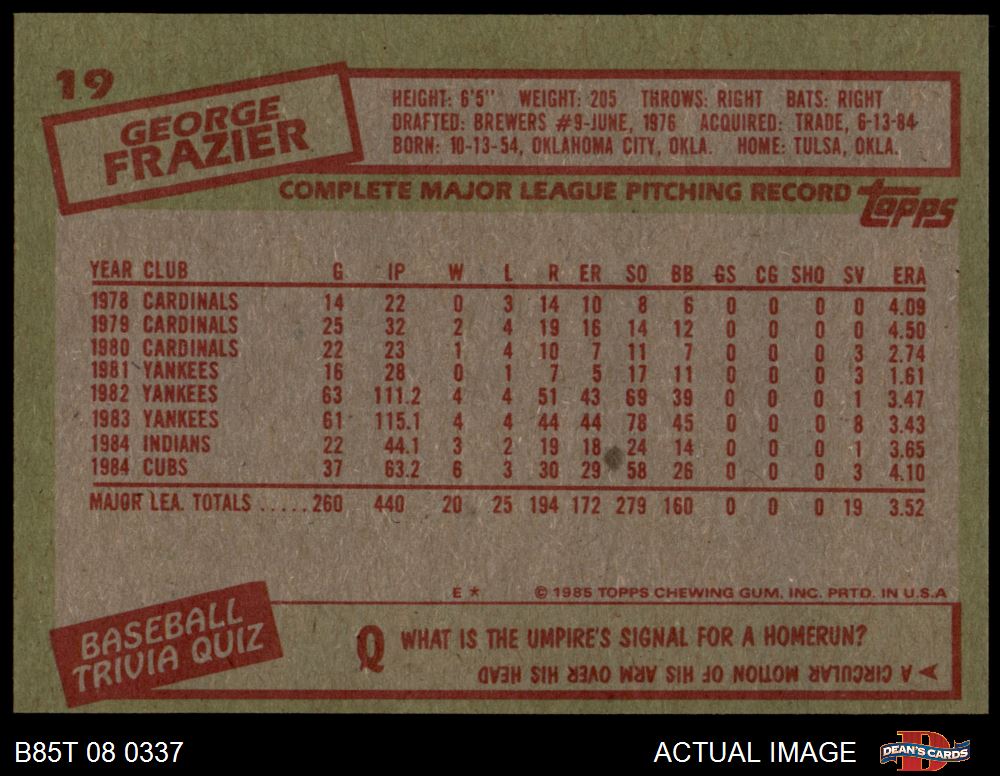 19
GEORGE
FRAZIER
HEIGHT: 6'5" WEIGHT: 205 THROWS: RIGHT BATS: RIGHT
DRAFTED: BREWERS #9-JUNE, 1976 ACQUIRED: TRADE, 6-13-84
BORN: 10-13-54, OKLAHOMA CITY, OKLA. HOME: TULSA, OKLA.
COMPLETE MAJOR LEAGUE PITCHING RECORD topps
YEAR CLUB G IP W L R ER SO BB GS CG SHO SV ERA
1978 CARDINALS 14 22 0 3 14 10 8 6 0 0 0 0 4.09
1979 CARDINALS 25 32 2 4 19 16 14 12 0 0 0 0 4.50
1980 CARDINALS 22 23 1 4 10 7 11 7 0 0 0 3 2.74
1981 YANKEES 16 28 0 1 7 5 17 11 0 0 0 3 1.61
1982 YANKEES 63 111.2 4 4 51 43 69 39 0 0 0 1 3.47
1983 YANKEES 61 115.1 4 4 44 44 78 45 0 0 0 8 3.43
1984 INDIANS 22 44.1 3 2 19 18 24 14 0 0 0 1 3.65
1984 CUBS 37 63.2 6 3 30 29 58 26 0 0 0 3 4.10
MAJOR LEA. TOTALS .....260 440 20 25 194 172 279 160 0 0 0 19 3.52
E * © 1985 TOPPS CHEWING GUM, INC. PRTD. IN U.S.A
BASEBALL
TRIVIA QUIZ
Q WHAT IS THE UMPIRE'S SIGNAL FOR A HOMERUN?
A CIRCULAR MOTION OF HIS ARM OVER HIS HEAD
B85T 08 0337 ACTUAL IMAGE DEAN'S CARDS